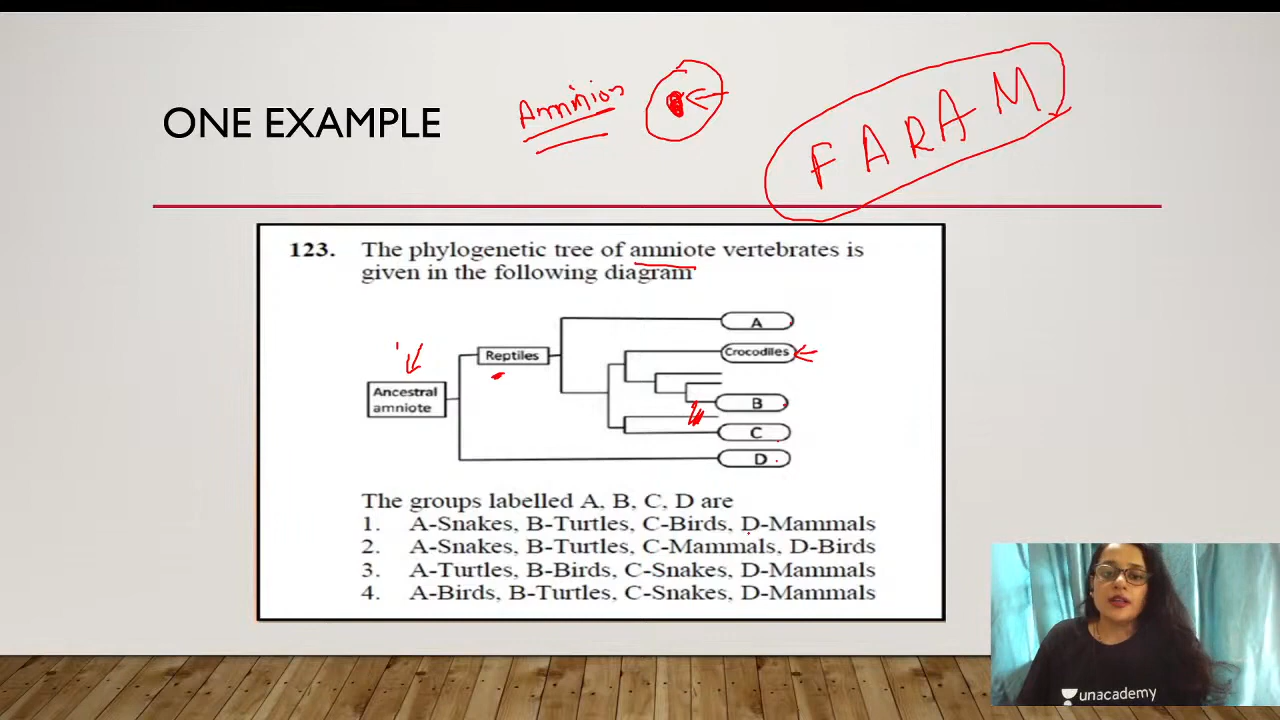 ONE EXAMPLE
Amnion
FARAM
123. The phylogenetic tree of amniote vertebrates is
given in the following diagram
A
Reptiles
Crocodiles
Ancestral
amniote
B
C
D
The groups labelled A, B, C, D are
1. A-Snakes, B-Turtles, C-Birds, D-Mammals
2. A-Snakes, B-Turtles, C-Mammals, D-Birds
3. A-Turtles, B-Birds, C-Snakes, D-Mammals
4. A-Birds, B-Turtles, C-Snakes, D-Mammals
unacademy